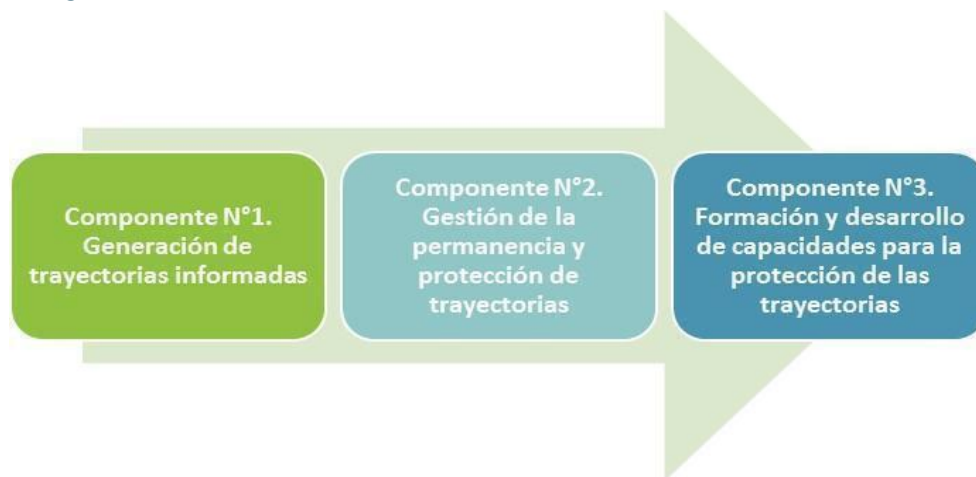 Componente N°1.
Generación de
trayectorias informadas
Componente N°2.
Gestión de la
permanencia y
protección de
trayectorias
Componente N°3.
Formación y desarrollo
de capacidades para la
protección de las
trayectorias